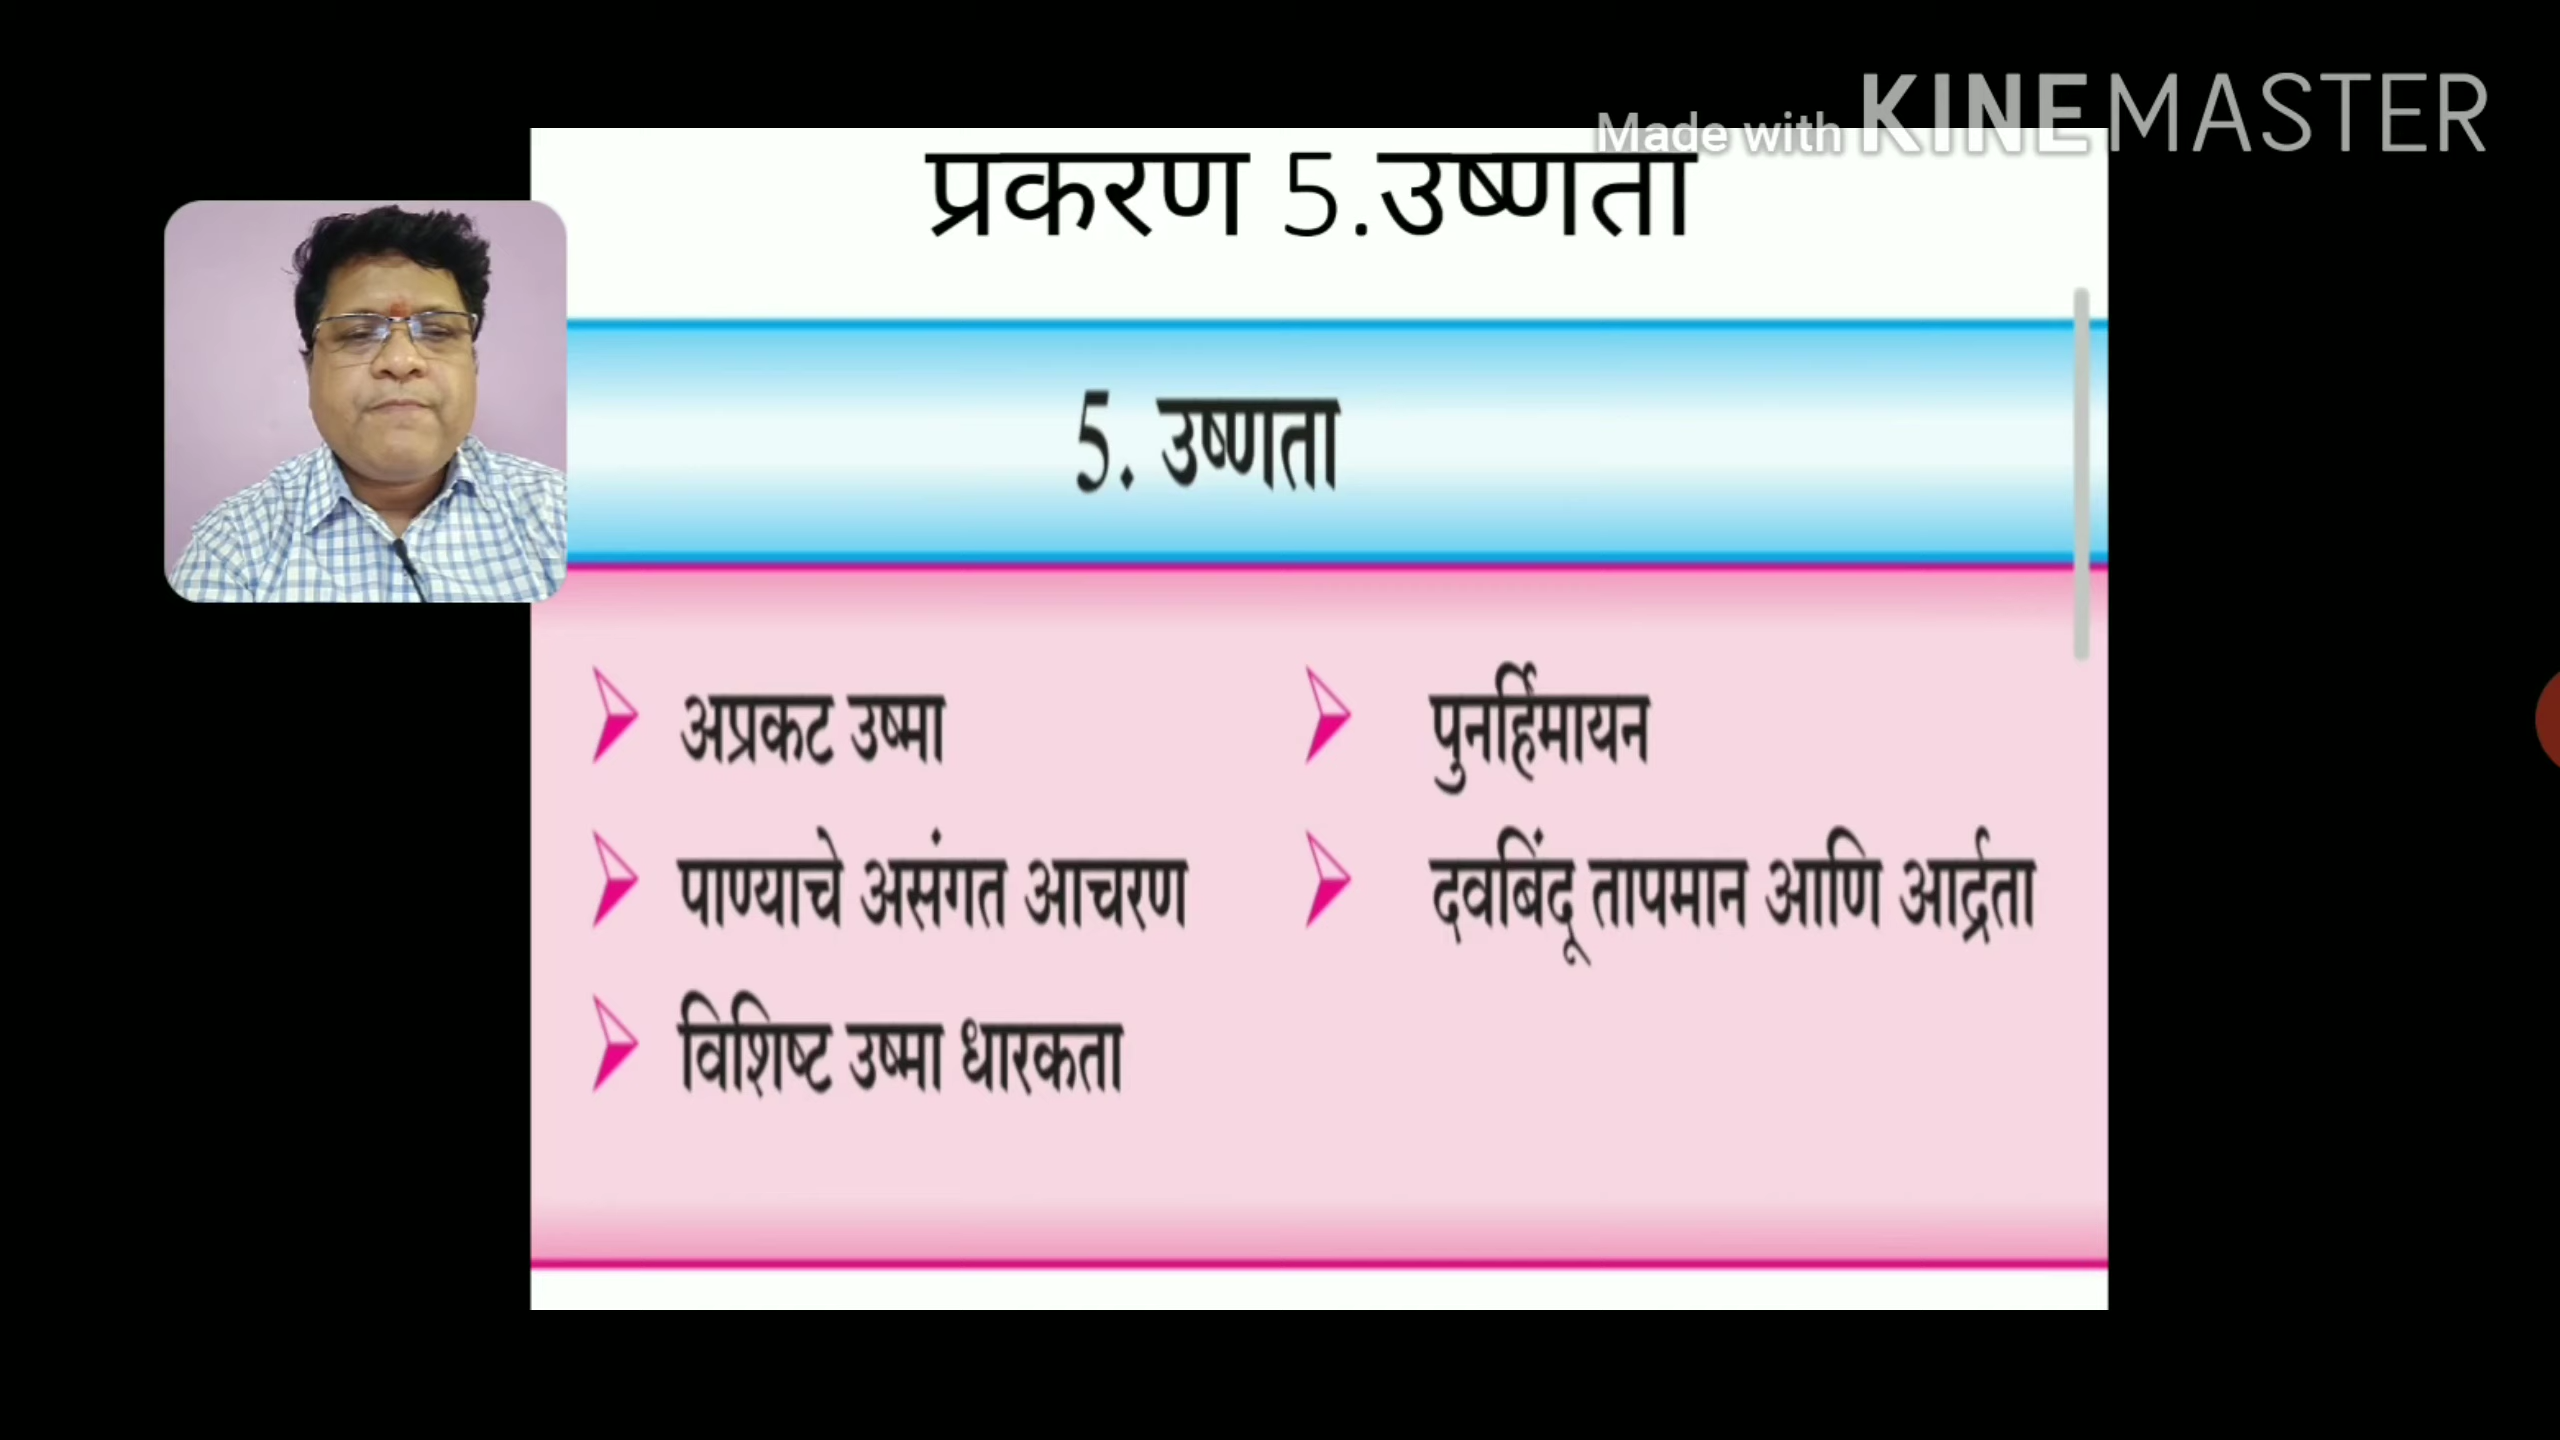 Made with KINEMASTER
प्रकरण 5.उष्णता
5. उष्णता
अप्रकट उष्मा
पुनर्हिमायन
पाण्याचे असंगत आचरण
दवबिंदू तापमान आणि आर्द्रता
विशिष्ट उष्मा धारकता